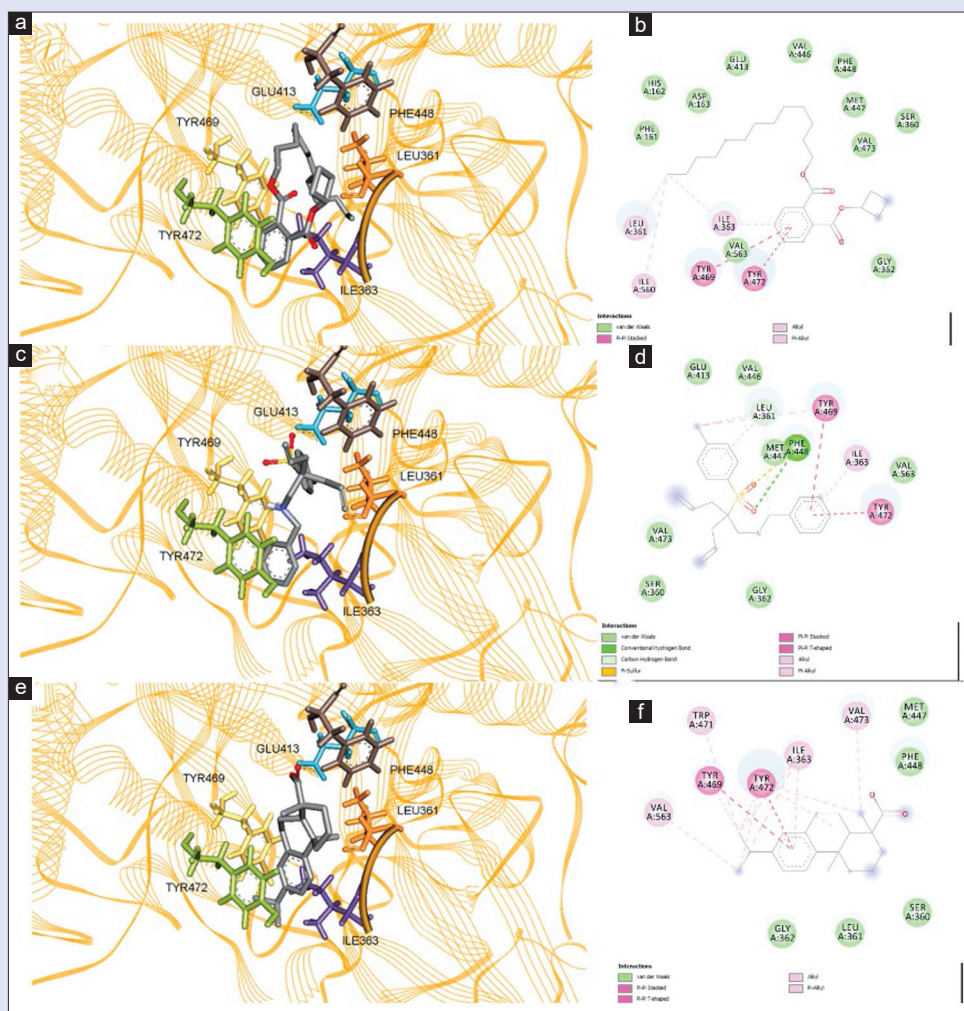 a
GLU413
PHE448
TYR469
LEU361
TYR472
ILE363
b
VAL
A:446
GLU
A:413
PHE
A:448
HIS
A:162
ASP
A:163
MET
A:447
SER
A:360
PHE
A:161
VAL
A:473
LEU
A:361
ILE
A:363
VAL
A:563
GLY
A:362
TYR
A:469
TYR
A:472
ILE
A:560
O
O
O
O
Interactions
van der Waals
Pi-Pi Stacked
Alkyl
Pi-Alkyl
c
GLU413
PHE448
TYR469
LEU361
TYR472
ILE363
d
GLU
A:413
VAL
A:446
LEU
A:361
TYR
A:469
MET
A:447
PHE
A:448
ILE
A:363
VAL
A:563
TYR
A:472
VAL
A:473
SER
A:360
GLY
A:362
O
O
N
Interactions
van der Waals
Conventional Hydrogen Bond
Carbon Hydrogen Bond
Pi-Sulfur
Pi-Pi Stacked
Pi-Pi T-shaped
Alkyl
Pi-Alkyl
e
GLU413
PHE448
TYR469
LEU361
TYR472
ILE363
f
TRP
A:471
VAL
A:473
MET
A:447
ILE
A:363
PHE
A:448
TYR
A:469
TYR
A:472
VAL
A:563
O
O
SER
A:360
GLY
A:362
LEU
A:361
Interactions
van der Waals
Pi-Pi Stacked
Pi-Pi T-shaped
Alkyl
Pi-Alkyl